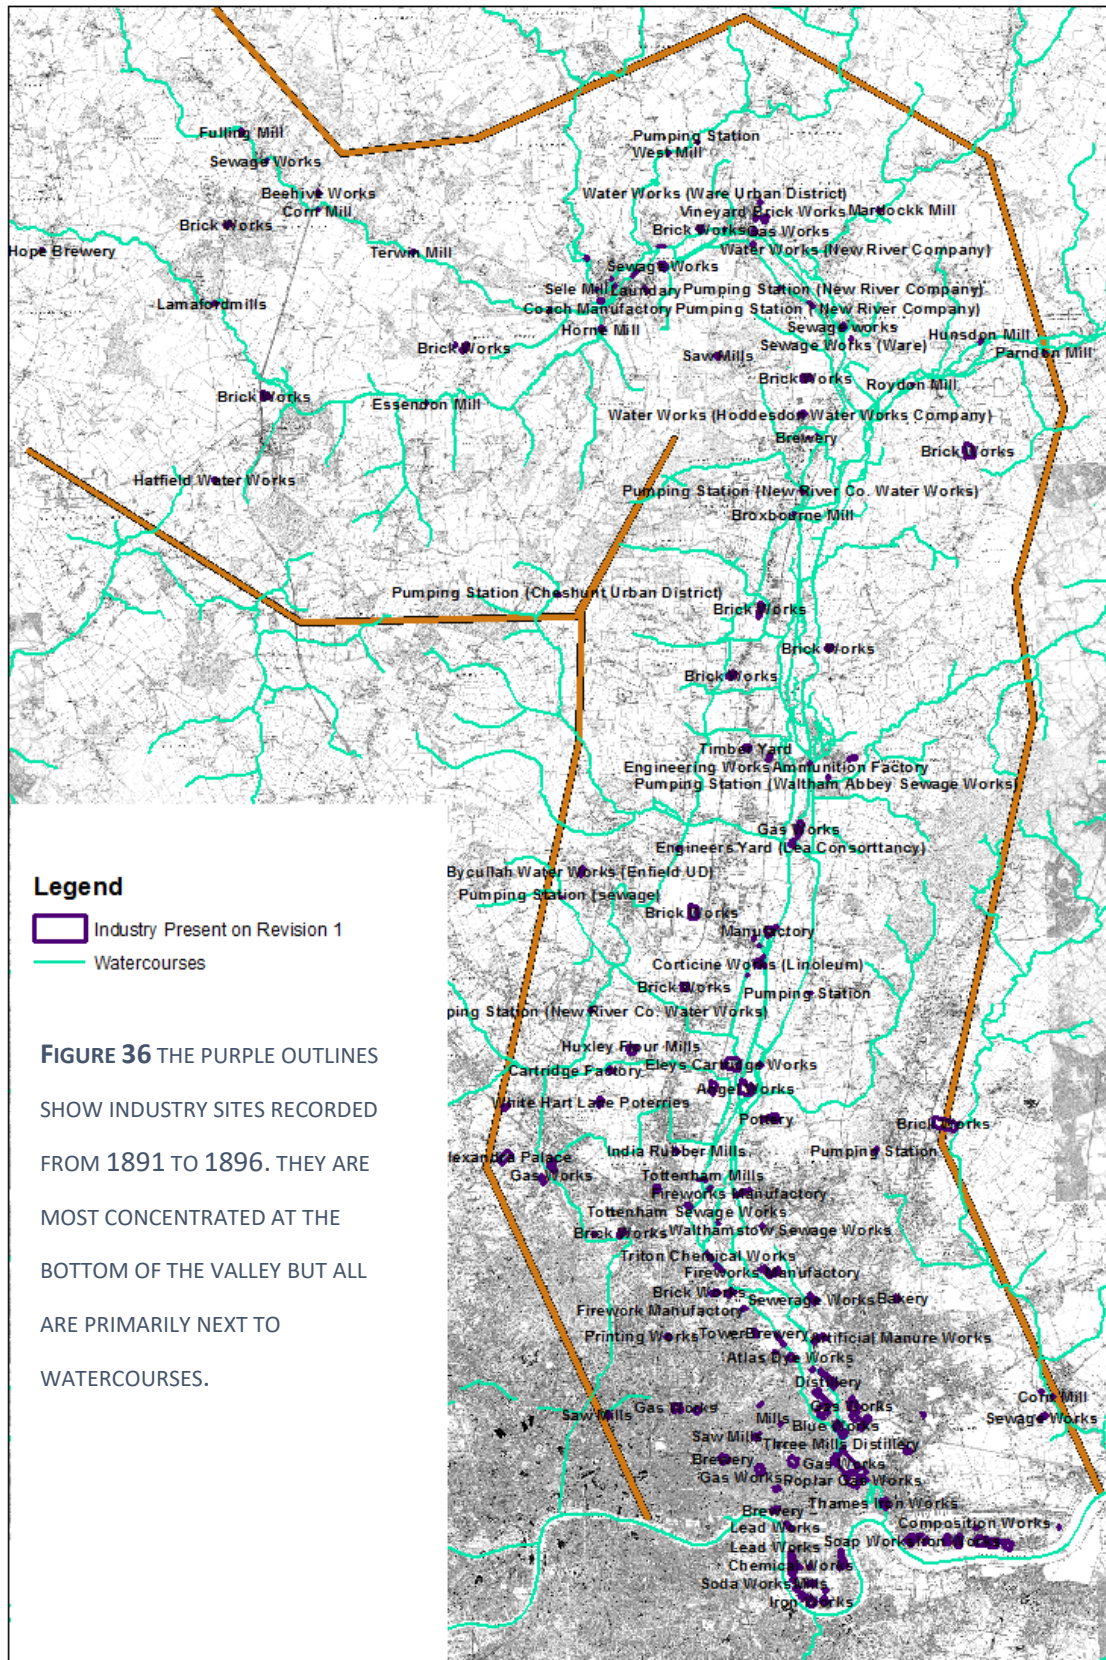 Fulling Mill
Pumping Station
West Mill
Sewage Works
Beehive Works
Corn Mill
Water Works (Ware Urban District)
Vineyard Brick Works
Mardockk Mill
Brick Works
Brick Works
Gas Works
Hope Brewery
Terwin Mill
Water Works (New River Company)
Sewage Works
Sele Mill
Laundary
Pumping Station (New River Company)
Lamafordmills
Coach Manufactory
Pumping Station ( New River Company)
Horne Mill
Sewage works
Hunsdon Mill
Sewage Works (Ware)
Brick Works
Saw Mills
Parndon Mill
Brick Works
Roydon Mill
Brick Works
Essendon Mill
Water Works (Hoddesdon Water Works Company)
Brewery
Brick Works
Hatfield Water Works
Pumping Station (New River Co. Water Works)
Broxbourne Mill
Pumping Station (Cheshunt Urban District)
Brick Works
Brick Works
Brick Works
Timber Yard
Engineering Works
Ammunition Factory
Pumping Station (Waltham Abbey Sewage Works)
Gas Works
Engineers Yard (Lea Consorttancy)
Bycullah Water Works (Enfield UD)
Pumping Station (sewage)
Brick Works
Manufactory
Corticine Works (Linoleum)
Brick Works
Pumping Station
ping Station (New River Co. Water Works)
Huxley Flour Mills
Cartridge Factory
Eleys Cartridge Works
Angel Works
White Hart Lane Poterries
Pottery
Brick Works
lexandra Palace
India Rubber Mills
Pumping Station
Gas Works
Tottenham Mills
Fireworks Manufactory
Tottenham Sewage Works
Brick Works
Walthamstow Sewage Works
Triton Chemical Works
Fireworks Manufactory
Brick Works
Sewerage Works
Bakery
Firework Manufactory
Printing Works
Tower Brewery
Artificial Manure Works
Atlas Dye Works
Distillery
Corn Mill
Saw Mills
Gas Works
Gas Works
Sewage Works
Mills
Blue Works
Saw Mills
Three Mills Distillery
Brewery
Gas Works
Gas Works
Poplar Gas Works
Thames Iron Works
Brewery
Composition Works
Lead Works
Soap Works
Iron Works
Lead Works
Chemical Works
Soda Works
Mills
Iron Works
Legend
Industry Present on Revision 1
Watercourses
FIGURE 36 THE PURPLE OUTLINES
SHOW INDUSTRY SITES RECORDED
FROM 1891 TO 1896. THEY ARE
MOST CONCENTRATED AT THE
BOTTOM OF THE VALLEY BUT ALL
ARE PRIMARILY NEXT TO
WATERCOURSES.